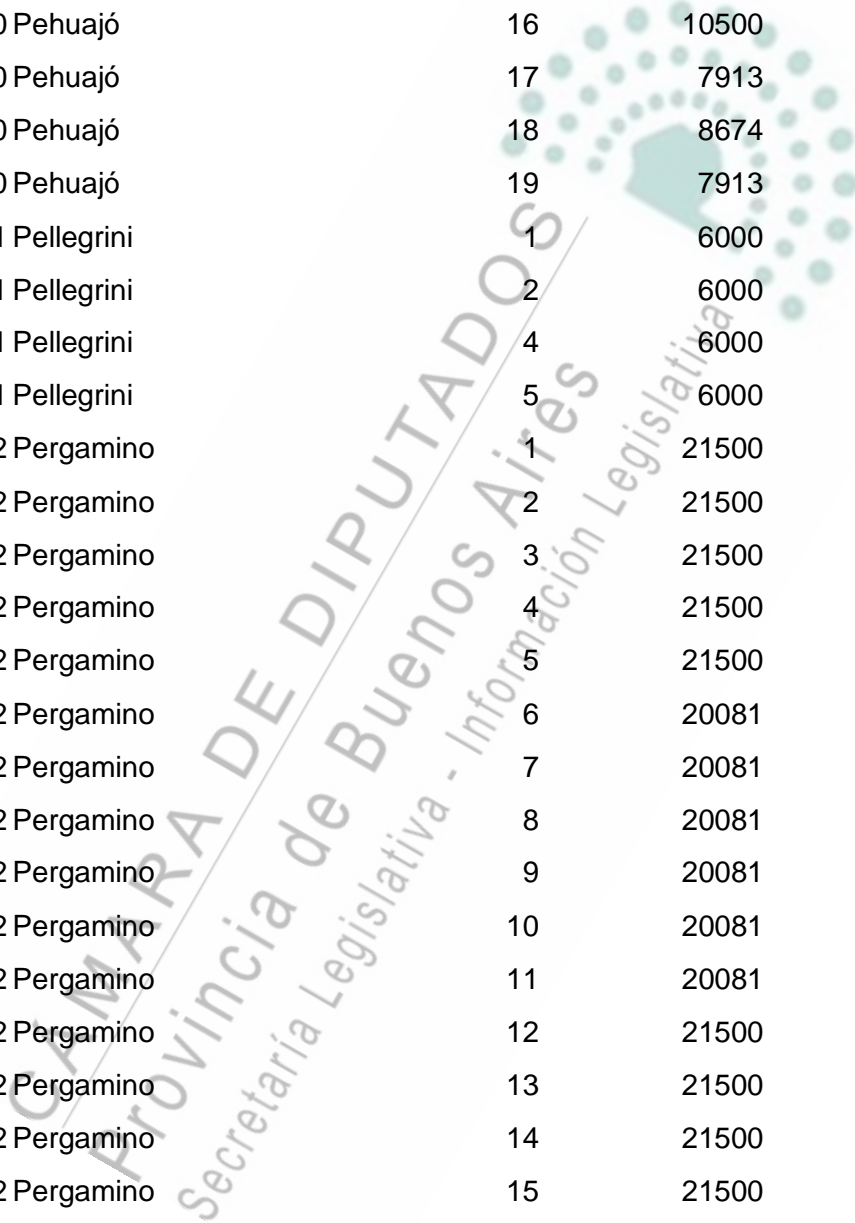 0 Pehuajó 16 10500
0 Pehuajó 17 7913
0 Pehuajó 18 8674
0 Pehuajó 19 7913
1 Pellegrini 1 6000
1 Pellegrini 2 6000
1 Pellegrini 4 6000
1 Pellegrini 5 6000
2 Pergamino 1 21500
2 Pergamino 2 21500
2 Pergamino 3 21500
2 Pergamino 4 21500
2 Pergamino 5 21500
2 Pergamino 6 20081
2 Pergamino 7 20081
2 Pergamino 8 20081
2 Pergamino 9 20081
2 Pergamino 10 20081
2 Pergamino 11 20081
2 Pergamino 12 21500
2 Pergamino 13 21500
2 Pergamino 14 21500
2 Pergamino 15 21500
CÁMARA DE DIPUTADOS
Provincia de Buenos Aires
Secretaría Legislativa - Información Legislativa